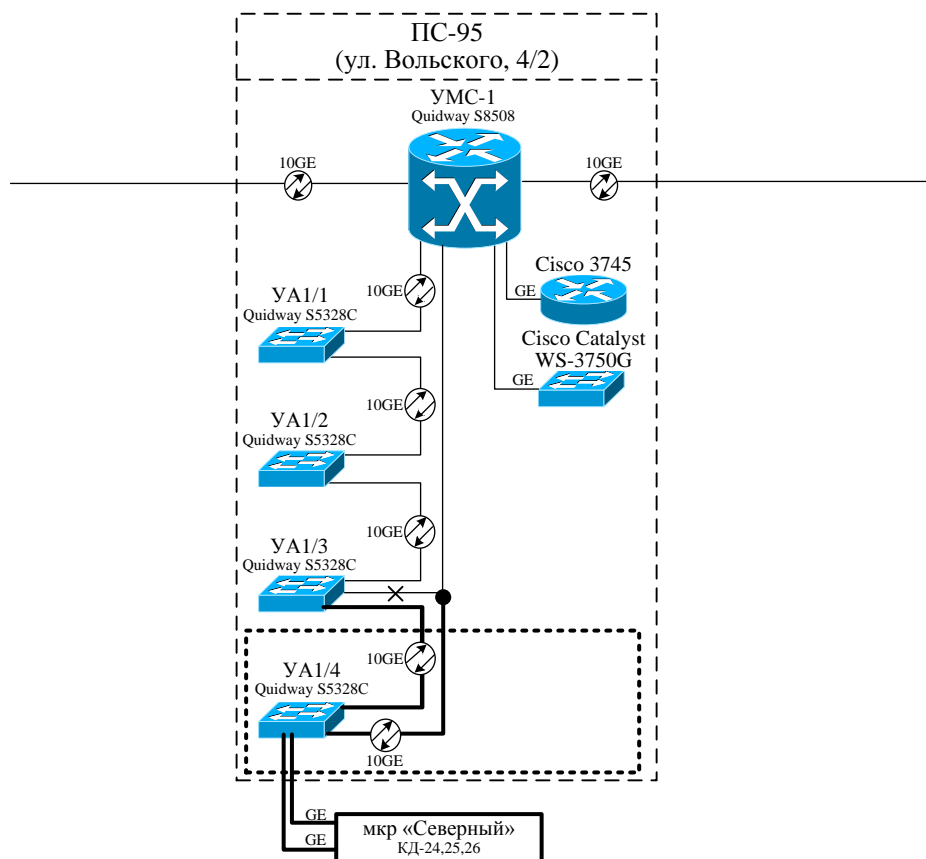 ПС-95
(ул. Вольского, 4/2)
УМС-1
Quidway S8508
10GE
10GE
10GE
Cisco 3745
GE
УА1/1
Quidway S5328C
Cisco Catalyst
WS-3750G
GE
10GE
УА1/2
Quidway S5328C
10GE
УА1/3
Quidway S5328C
10GE
УА1/4
Quidway S5328C
10GE
GE
GE
мкр «Северный»
КД-24,25,26